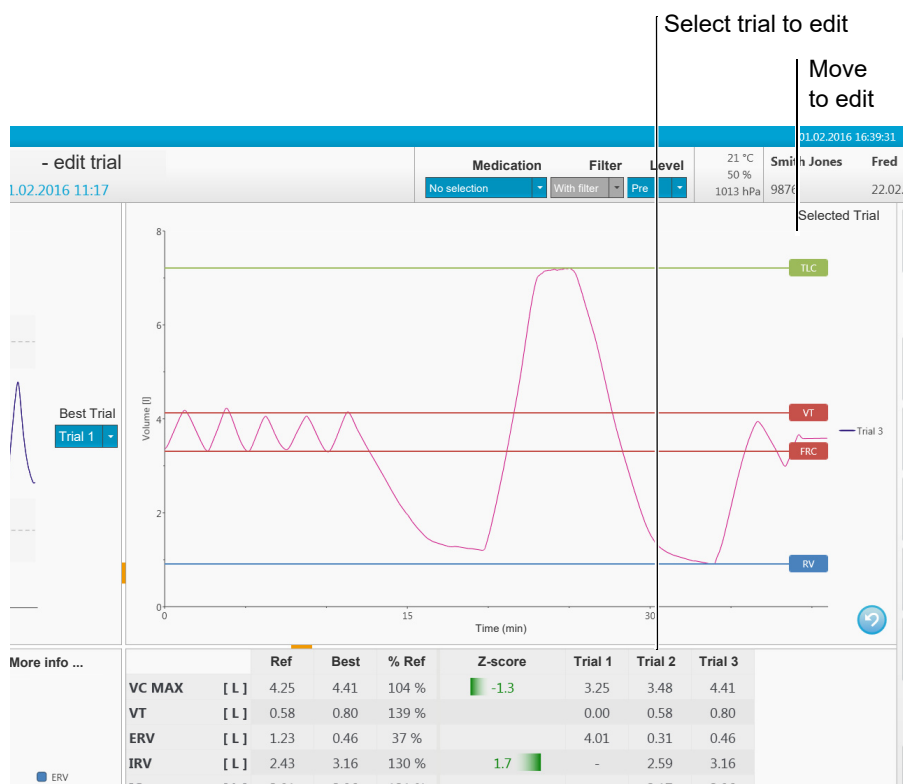 Select trial to edit
Move
to edit
01.02.2016 16:39:31
- edit trial
1.02.2016 11:17
Medication Filter Level
No selection With filter Pre
21 °C
50 %
1013 hPa
Smith Jones Fred
9876 22.02.
Selected Trial
8
6
4
2
0
Volume [l]
TLC
VT
FRC
RV
Trial 3
Best Trial
Trial 1
0 15 30
Time (min)
More info ...
Ref Best % Ref Z-score Trial 1 Trial 2 Trial 3
VC MAX [ L ] 4.25 4.41 104 % -1.3 3.25 3.48 4.41
VT [ L ] 0.58 0.80 139 % 0.00 0.58 0.80
ERV [ L ] 1.23 0.46 37 % 4.01 0.31 0.46
IRV [ L ] 2.43 3.16 130 % 1.7 - 2.59 3.16
ERV